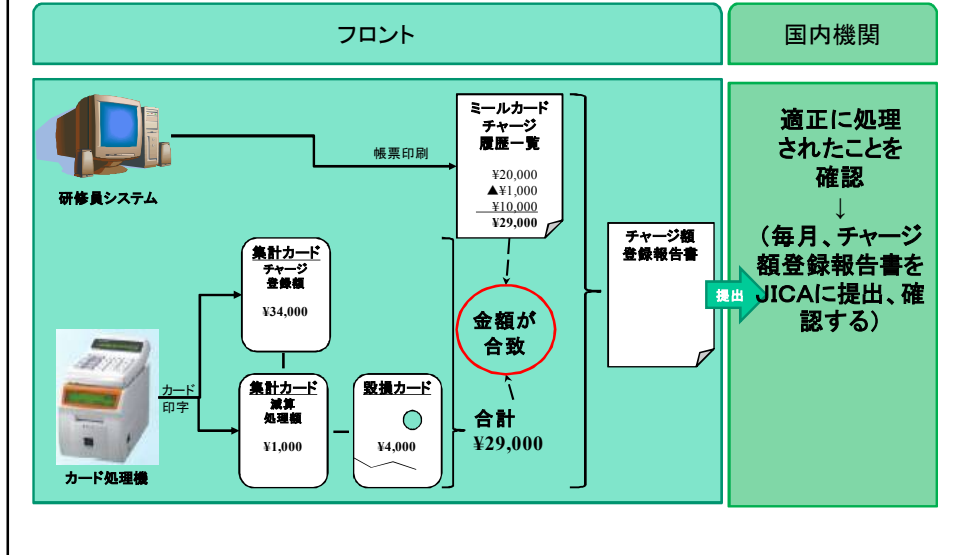 フロント
国内機関
研修員システム
帳票印刷
ミールカード
チャージ
履歴一覧
¥20,000
▲¥1,000
¥10,000
¥29,000
集計カード
チャージ
登録額
¥34,000
カード
印字
カード処理機
集計カード
減算
処理額
¥1,000
毀損カード
¥4,000
金額が
合致
合計
¥29,000
チャージ額
登録報告書
提出
適正に処理
されたことを
確認
↓
(毎月、チャージ
額登録報告書を
JICAに提出、確
認する)